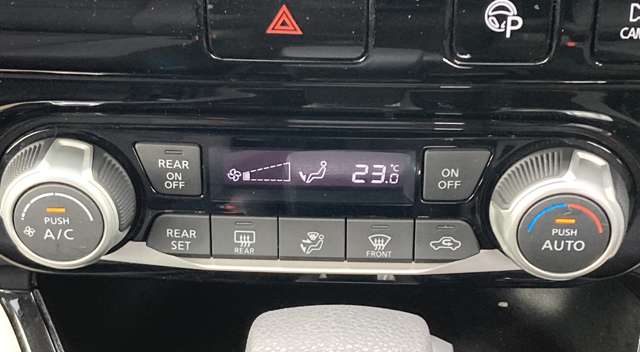 P
CAM
REAR
ON
OFF
23.0
°C
ON
OFF
PUSH
A/C
REAR
SET
REAR
FRONT
PUSH
AUTO